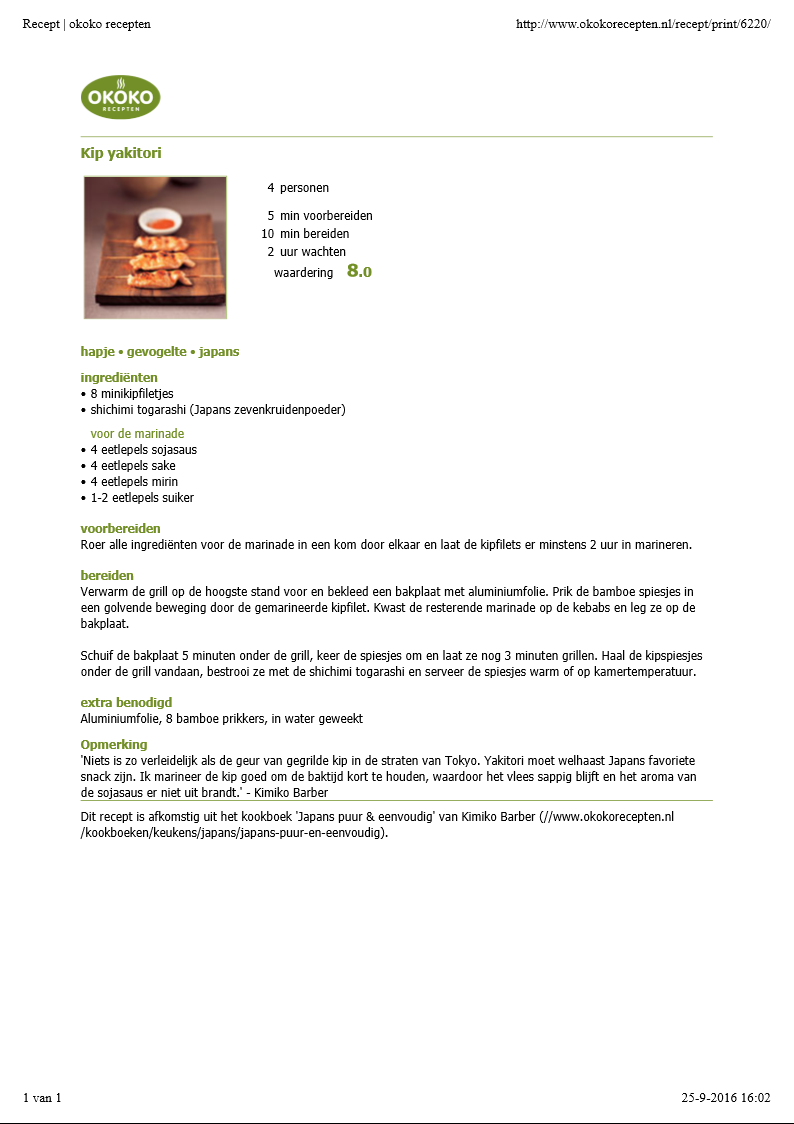 Recept | okoko recepten
http://www.okokorecepten.nl/recept/print/6220/
OKOKO
RECEPTEN
Kip yakitori
4 personen
5 min voorbereiden
10 min bereiden
2 uur wachten
waardering 8.0
hapje • gevogelte • japans
ingrediënten
• 8 minikipfiletjes
• shichimi togarashi (Japans zevenkruidenpoeder)
voor de marinade
• 4 eetlepels sojasaus
• 4 eetlepels sake
• 4 eetlepels mirin
• 1-2 eetlepels suiker
voorbereiden
Roer alle ingrediënten voor de marinade in een kom door elkaar en laat de kipfilets er minstens 2 uur in marineren.
bereiden
Verwarm de grill op de hoogste stand voor en bekleed een bakplaat met aluminiumfolie. Prik de bamboe spiesjes in
een golvende beweging door de gemarineerde kipfilet. Kwast de resterende marinade op de kebabs en leg ze op de
bakplaat.
Schuif de bakplaat 5 minuten onder de grill, keer de spiesjes om en laat ze nog 3 minuten grillen. Haal de kipspiesjes
onder de grill vandaan, bestrooi ze met de shichimi togarashi en serveer de spiesjes warm of op kamertemperatuur.
extra benodigd
Aluminiumfolie, 8 bamboe prikkers, in water geweekt
Opmerking
'Niets is zo verleidelijk als de geur van gegrilde kip in de straten van Tokyo. Yakitori moet welhaast Japans favoriete
snack zijn. Ik marineer de kip goed om de baktijd kort te houden, waardoor het vlees sappig blijft en het aroma van
de sojasaus er niet uit brandt.' - Kimiko Barber
Dit recept is afkomstig uit het kookboek 'Japans puur & eenvoudig' van Kimiko Barber (//www.okokorecepten.nl
/kookboeken/keukens/japans/japans-puur-en-eenvoudig).
1 van 1
25-9-2016 16:02